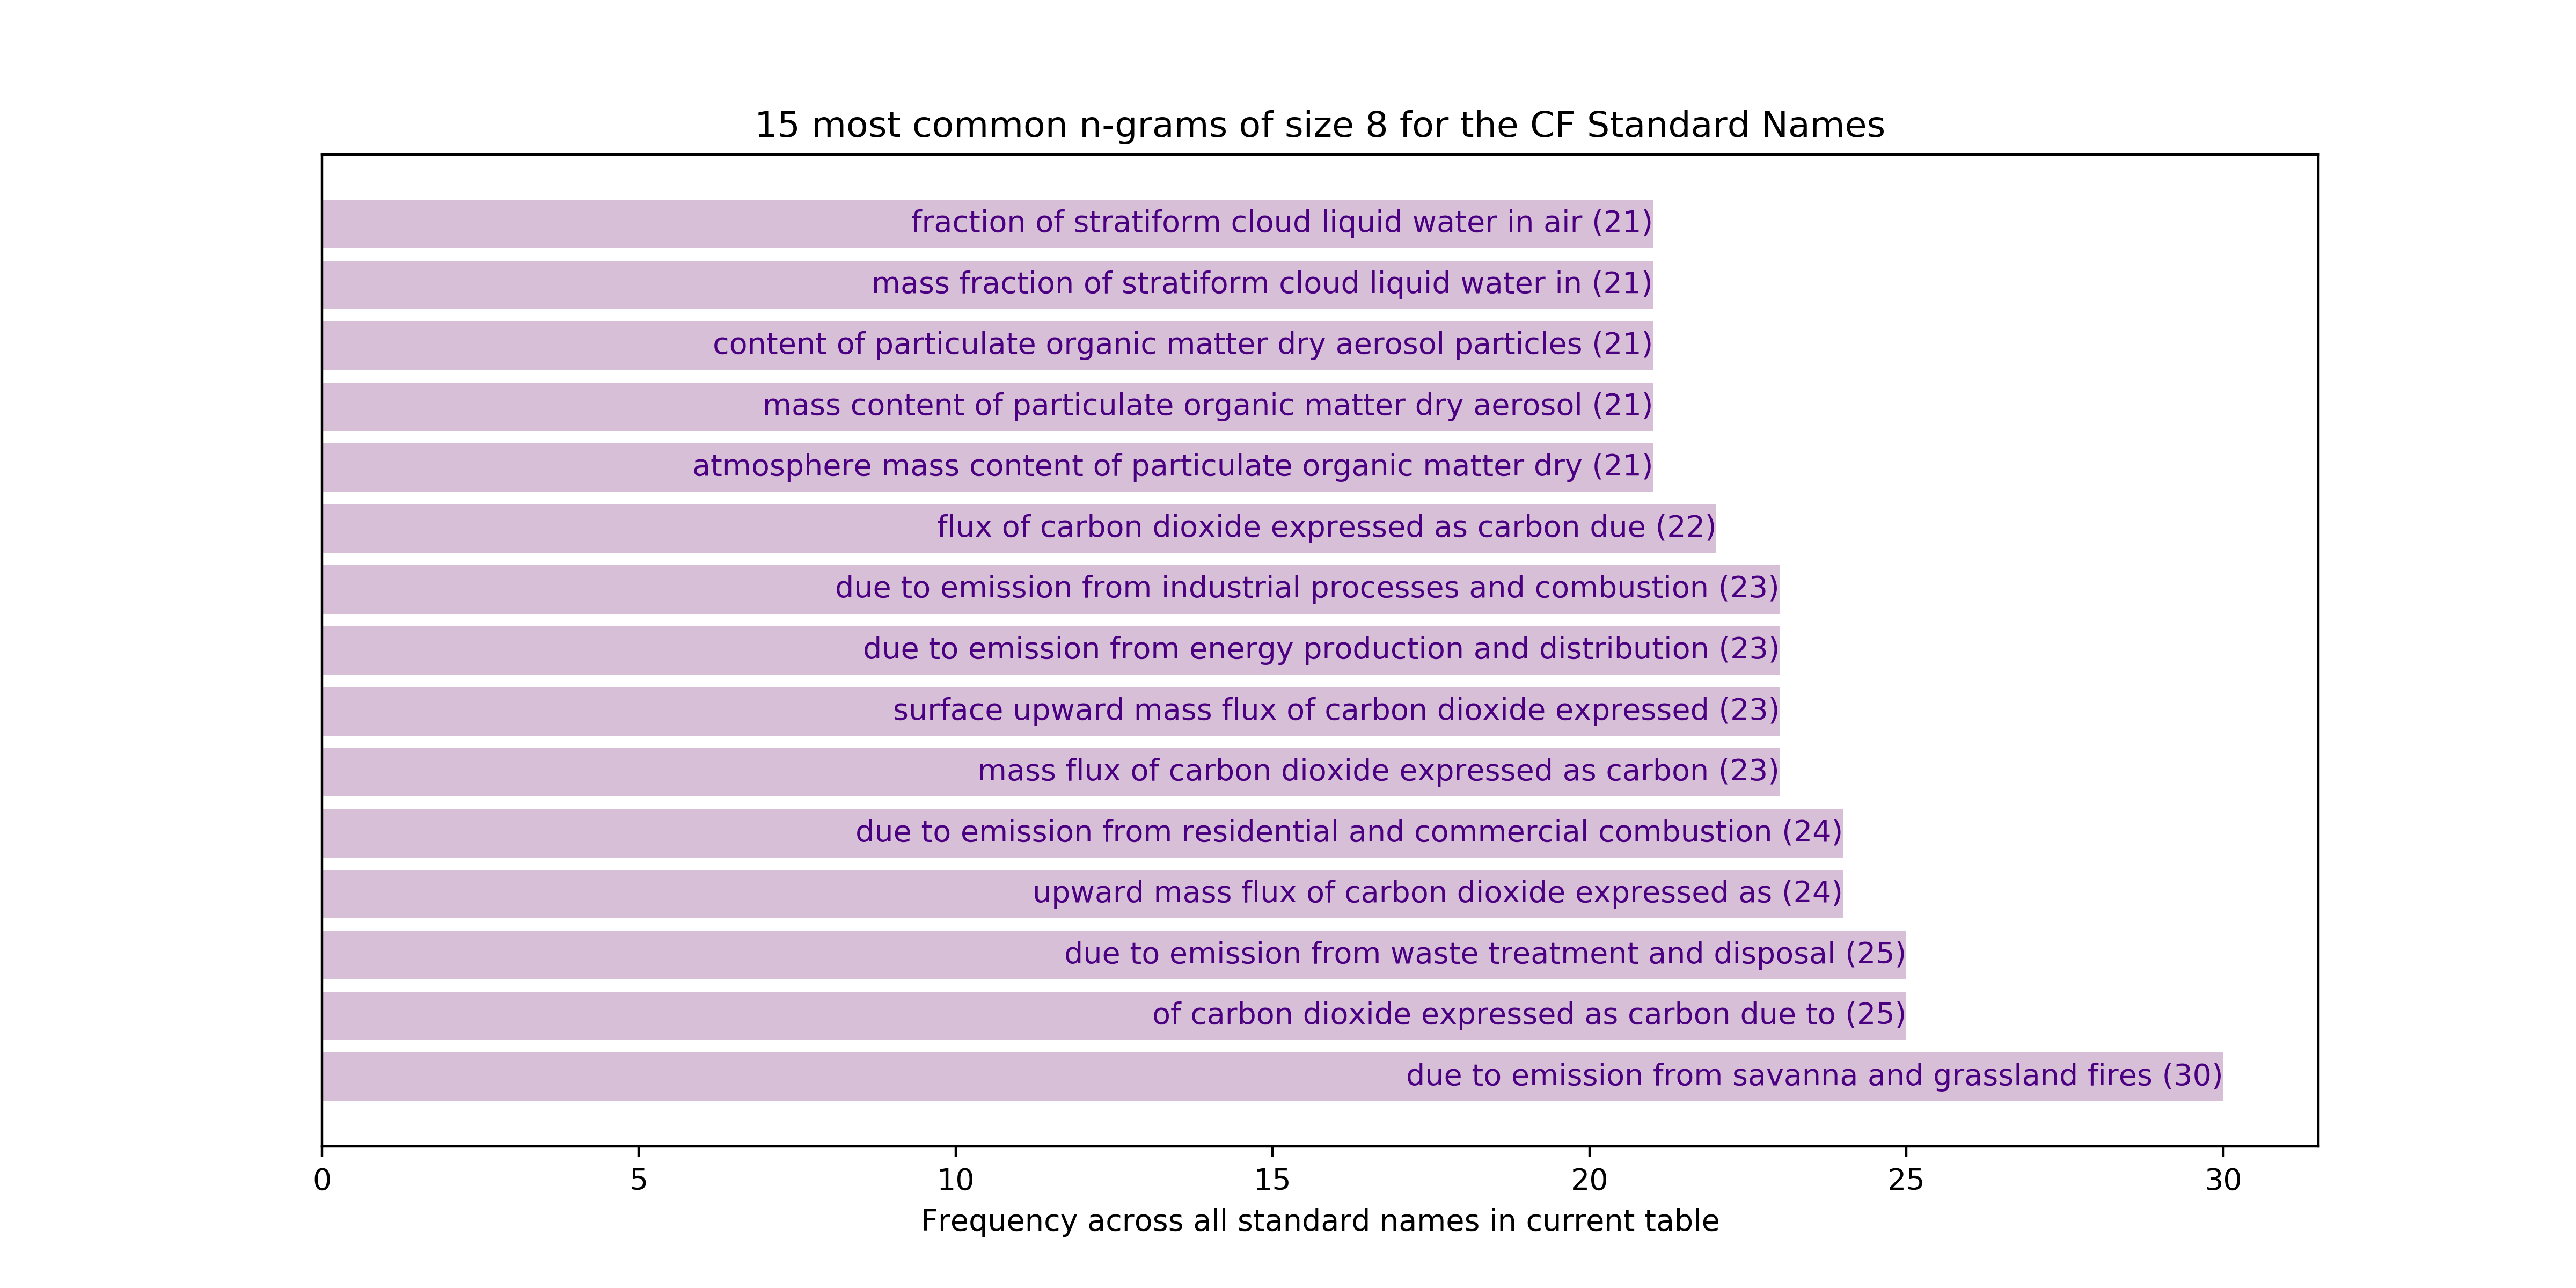 15 most common n-grams of size 8 for the CF Standard Names
fraction of stratiform cloud liquid water in air (21)
mass fraction of stratiform cloud liquid water in (21)
content of particulate organic matter dry aerosol particles (21)
mass content of particulate organic matter dry aerosol (21)
atmosphere mass content of particulate organic matter dry (21)
flux of carbon dioxide expressed as carbon due (22)
due to emission from industrial processes and combustion (23)
due to emission from energy production and distribution (23)
surface upward mass flux of carbon dioxide expressed (23)
mass flux of carbon dioxide expressed as carbon (23)
due to emission from residential and commercial combustion (24)
upward mass flux of carbon dioxide expressed as (24)
due to emission from waste treatment and disposal (25)
of carbon dioxide expressed as carbon due to (25)
due to emission from savanna and grassland fires (30)
0 5 10 15 20 25 30
Frequency across all standard names in current table